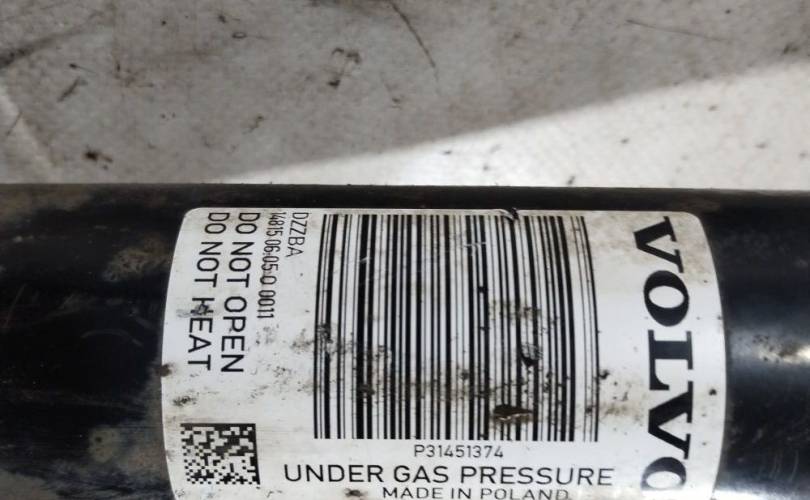 VOLVO
DZZBA
14815 06.05-0 0011
DO NOT OPEN
DO NOT HEAT
P31451374
UNDER GAS PRESSURE
MADE IN POLAND